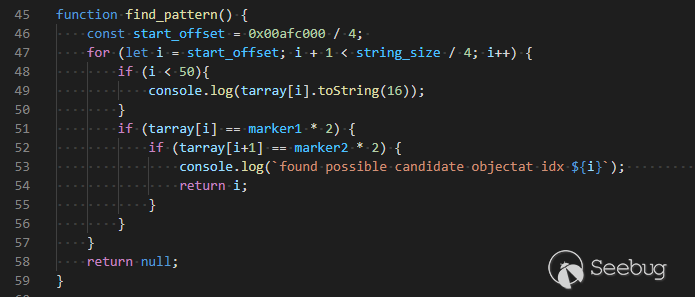 45 function find_pattern() {
46     const start_offset = 0x00afc000 / 4;
47     for (let i = start_offset; i + 1 < string_size / 4; i++) {
48         if (i < 50){
49             console.log(tarray[i].toString(16));
50         }
51         if (tarray[i] == marker1 * 2) {
52             if (tarray[i+1] == marker2 * 2) {
53                 console.log(`found possible candidate objectat idx ${i}`);
54                 return i;
55             }
56         }
57     }
58     return null;
59 }
Seebug